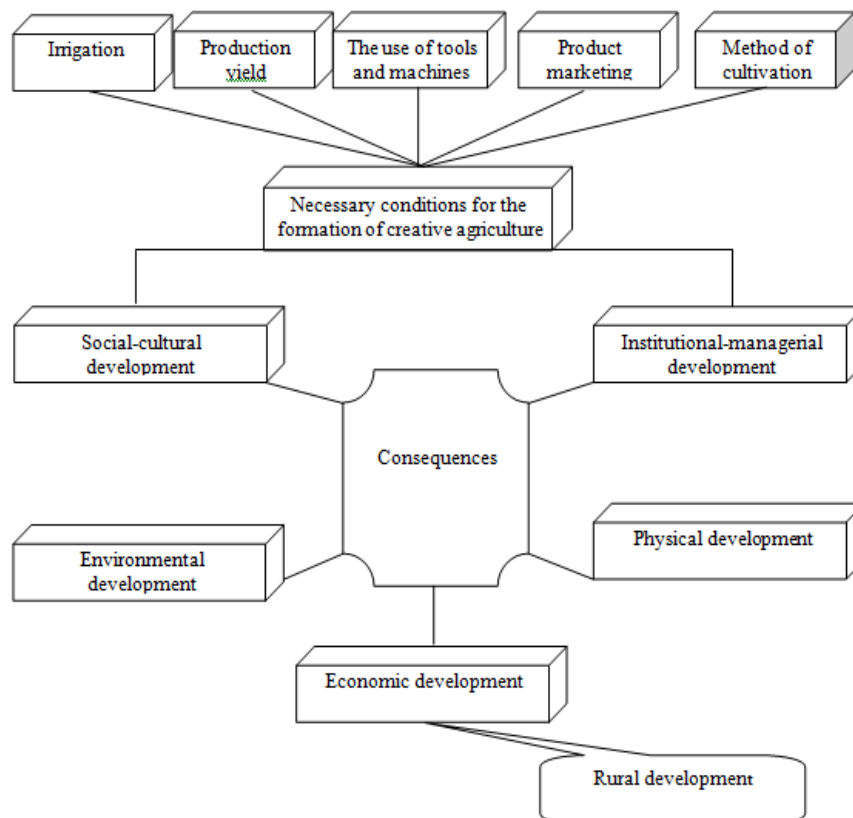 Irrigation
Production
yield
The use of tools
and machines
Product
marketing
Method of
cultivation
Necessary conditions for the
formation of creative agriculture
Social-cultural
development
Institutional-managerial
development
Consequences
Environmental
development
Physical development
Economic development
Rural development